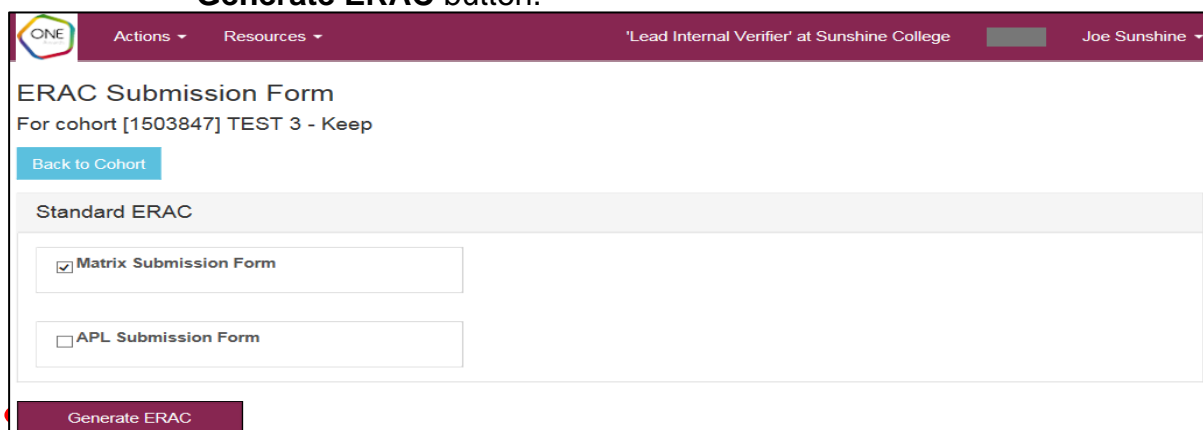 Generate ERAC button.
ONE Actions Resources 'Lead Internal Verifier' at Sunshine College Joe Sunshine
ERAC Submission Form
For cohort [1503847] TEST 3 - Keep
Back to Cohort
Standard ERAC
Matrix Submission Form
APL Submission Form
Generate ERAC